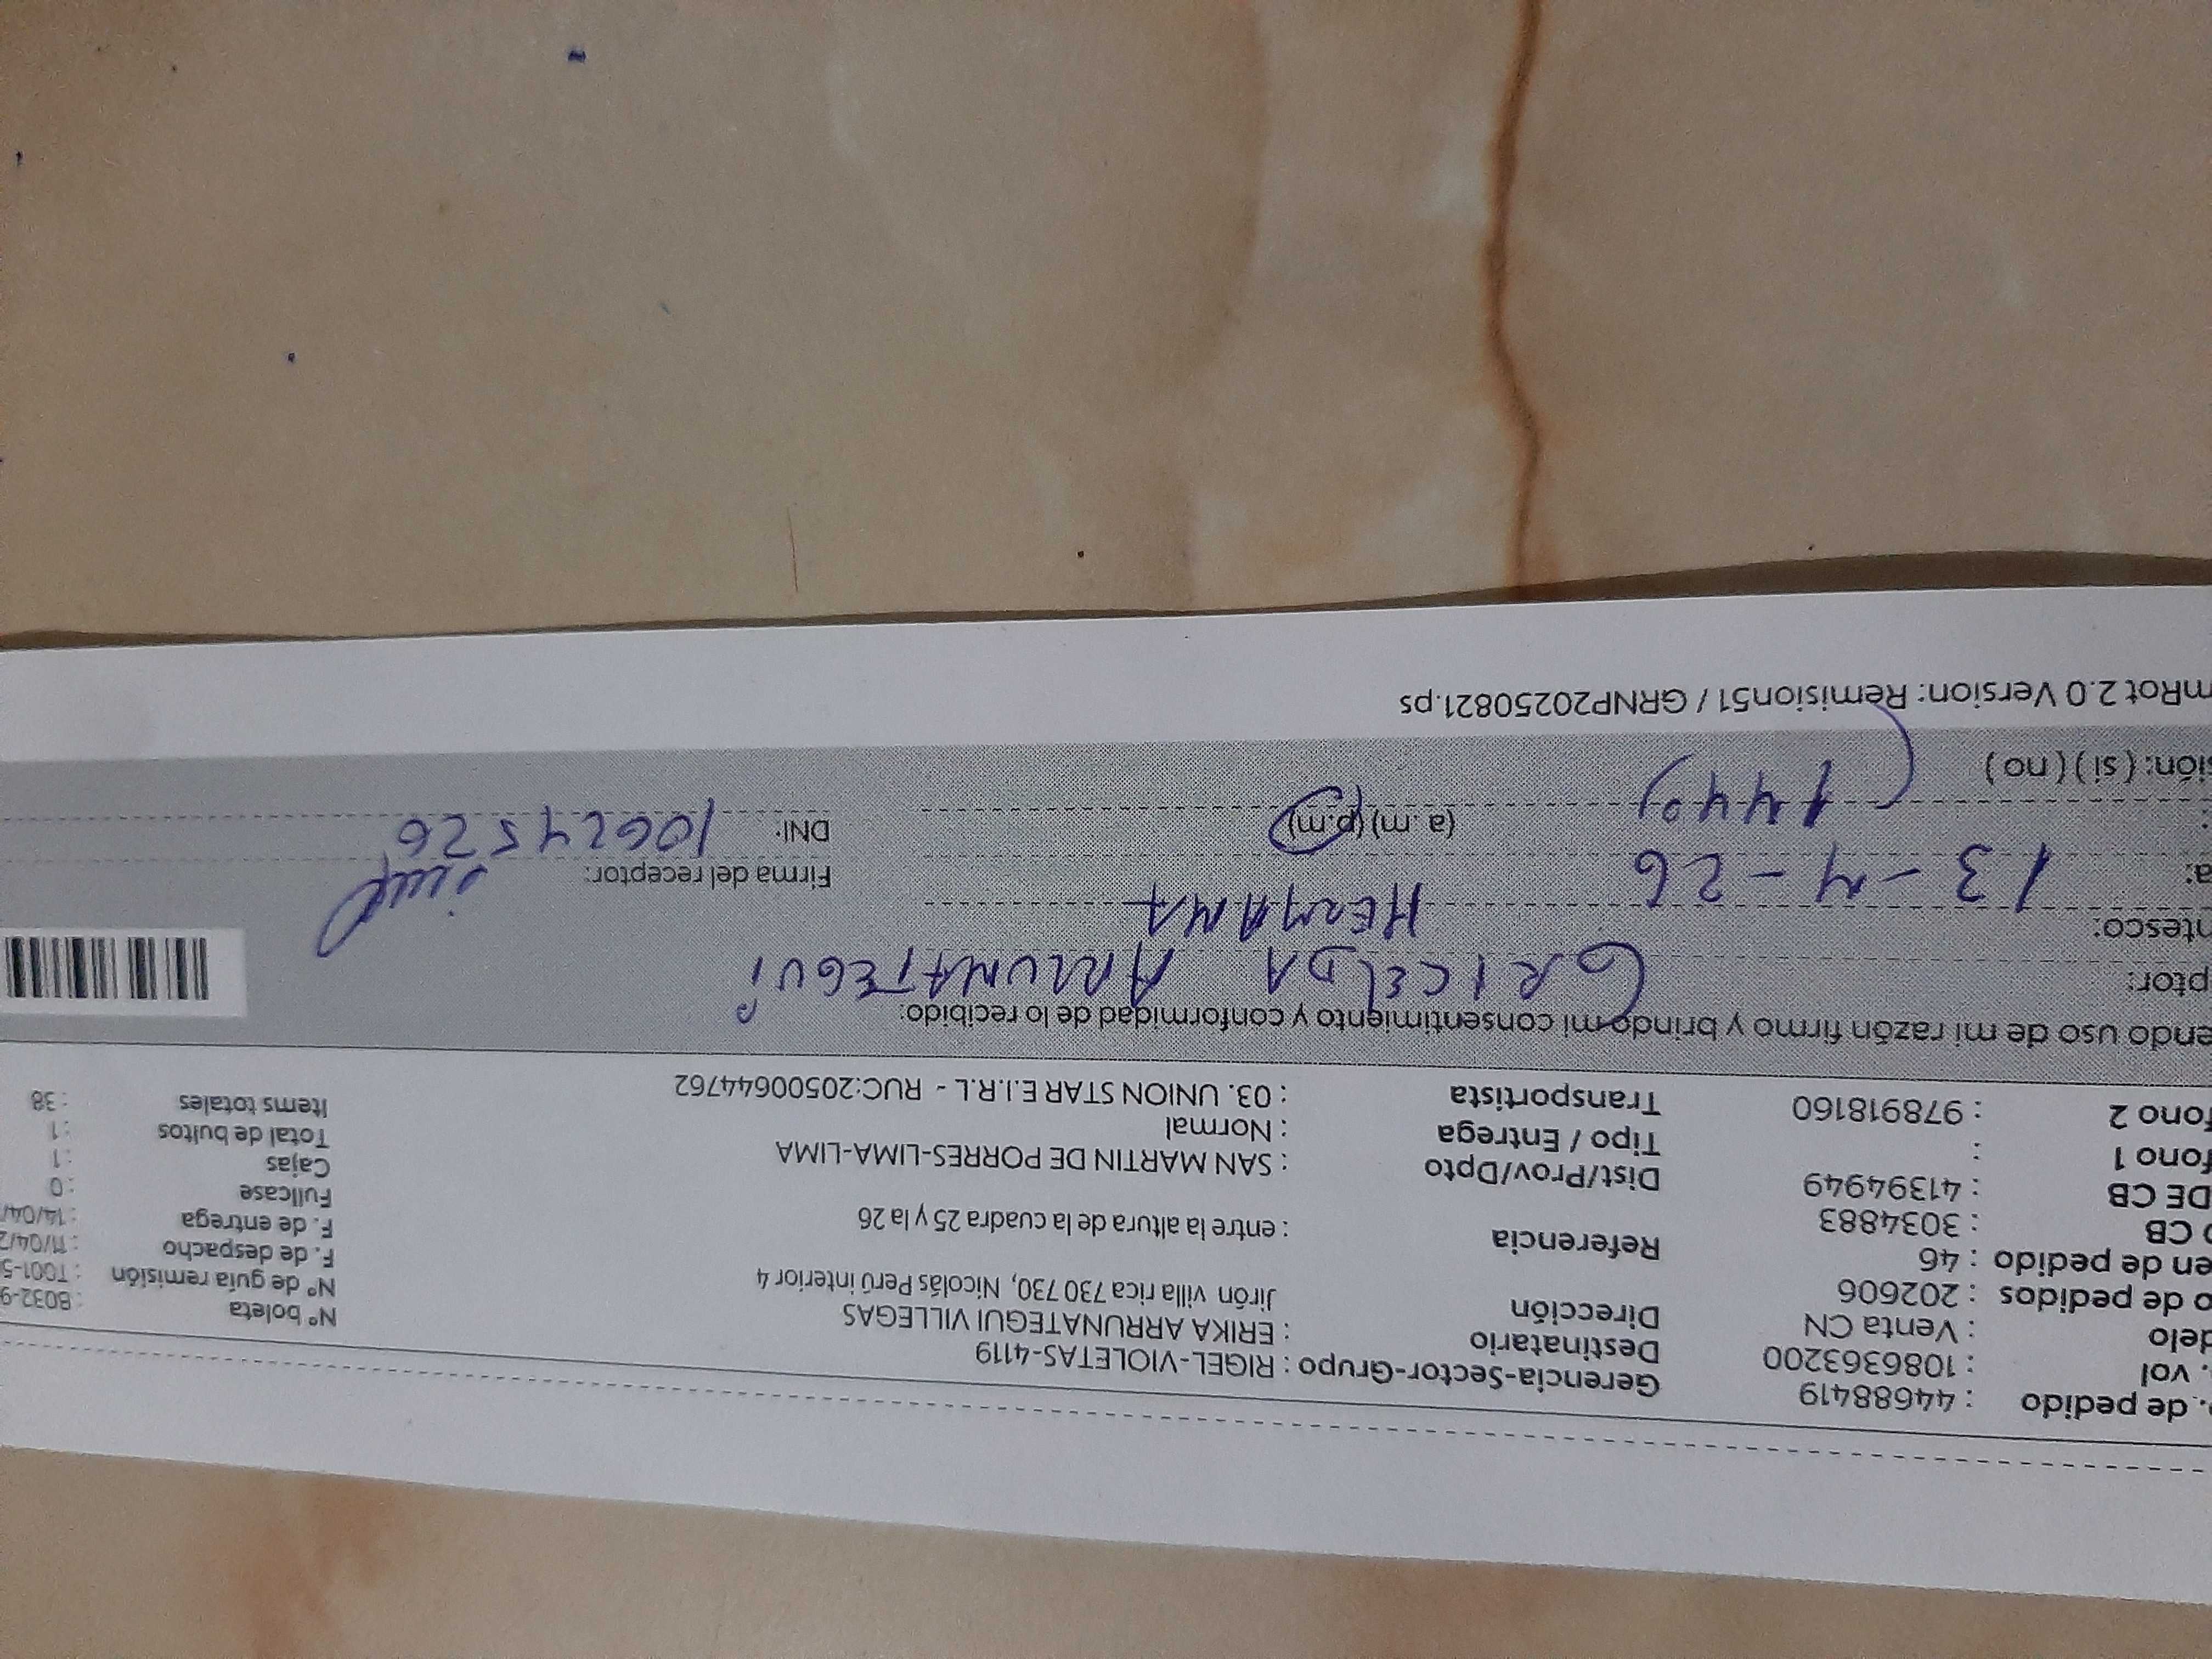 . de pedido : 44688419 Gerencia-Sector-Grupo : RIGEL-VIOLETAS-4119
. vol : 1086363200 Destinatario : ERIKA ARRUNATEGUI VILLEGAS Nº boleta : B032-9
delo : Venta CN Dirección Jirón villa rica 730 730, Nicolás Perú interior 4 Nº de guía remisión : T001-5
o de pedidos : 202606 F. de despacho : 11/04/2
en de pedido : 46 Referencia : entre la altura de la cuadra 25 y la 26 F. de entrega : 14/04/
CB : 3034883 Fullcase : 0
DE CB : 41394949 Dist/Prov/Dpto : SAN MARTIN DE PORRES-LIMA-LIMA Cajas : 1
fono 1 : Tipo / Entrega : Normal Total de bultos : 1
fono 2 : 978918160 Transportista : 03. UNION STAR E.I.R.L - RUC:20500644762 Items totales : 38
endo uso de mi razón firmo y brindo mi consentimiento y conformidad de lo recibido:
ptor: GRICELDA ARRUNATEGUI
ntesco: HERMANA
a: 13-4-26 Firma del receptor:
: 1440) (a. m) (p.m) DNI: 10624526
sión: ( si ) ( no )
mRot 2.0 Version: Remision51 / GRNP20250821.ps